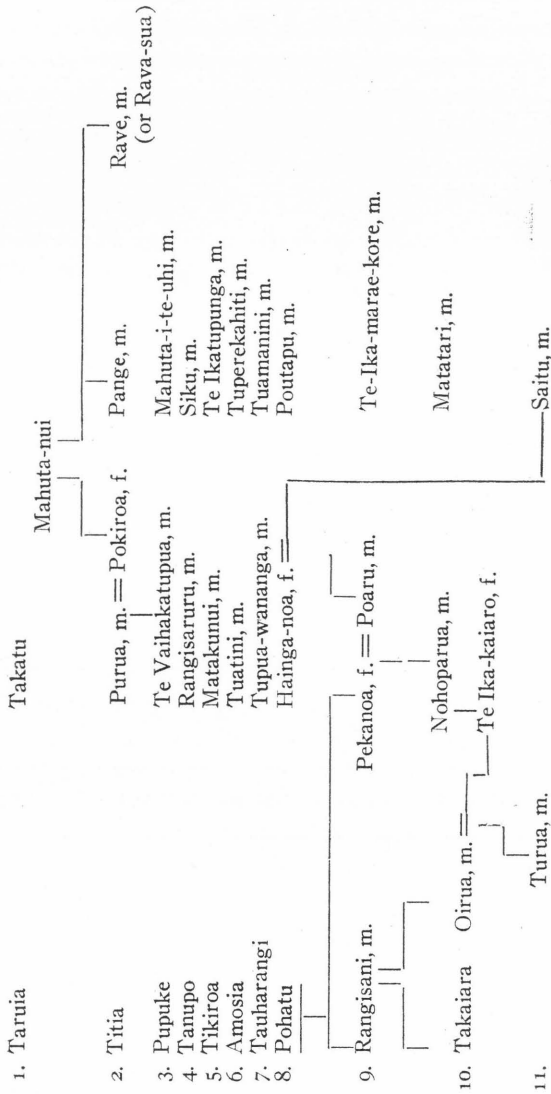 1. Taruia Takatu Mahuta-nui
2. Titia Purua, m. == Pokiroa, f. Pange, m. Rave, m.
(or Rava-sua)
3. Pupuke Te Vaihakatupua, m. Mahuta-i-te-uhi, m.
4. Tanupo Rangisaruru, m. Siku, m.
5. Tikiroa Matakunui, m. Te Ikatupunga, m.
6. Amosia Tuatini, m. Tuperekahiti, m.
7. Tauharangi Tupua-wananga, m. Tuamanini, m.
8. Pohatu Hainga-noa, f. == Poutapu, m.
9. Rangisani, m. Pekanoa, f. == Poaru, m. Te-Ika-marae-kore, m.
Nohoparua, m. Matatari, m.
10. Takaiara Oirua, m. == Te Ika-kaiaro, f.
11. Turua, m. Saitu, m.